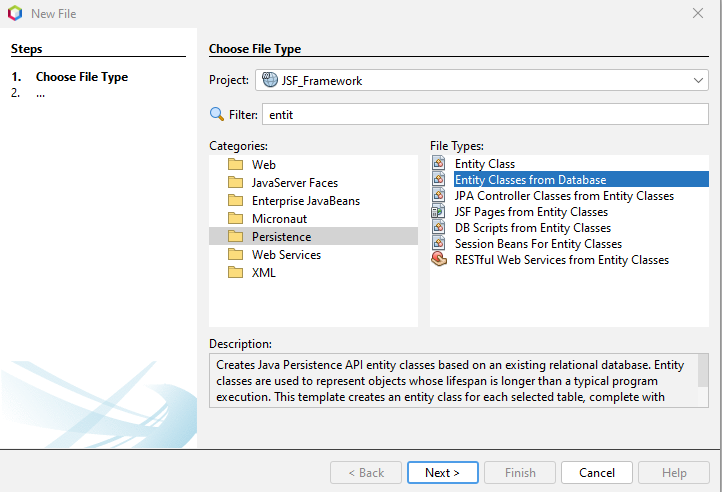 New File
Steps
1. Choose File Type
2. ...
Choose File Type
Project: JSF_Framework
Filter: entit
Categories:
Web
JavaServer Faces
Enterprise JavaBeans
Micronaut
Persistence
Web Services
XML
File Types:
Entity Class
Entity Classes from Database
JPA Controller Classes from Entity Classes
JSF Pages from Entity Classes
DB Scripts from Entity Classes
Session Beans For Entity Classes
RESTful Web Services from Entity Classes
Description:
Creates Java Persistence API entity classes based on an existing relational database. Entity
classes are used to represent objects whose lifespan is longer than a typical program
execution. This template creates an entity class for each selected table, complete with
< Back Next > Finish Cancel Help